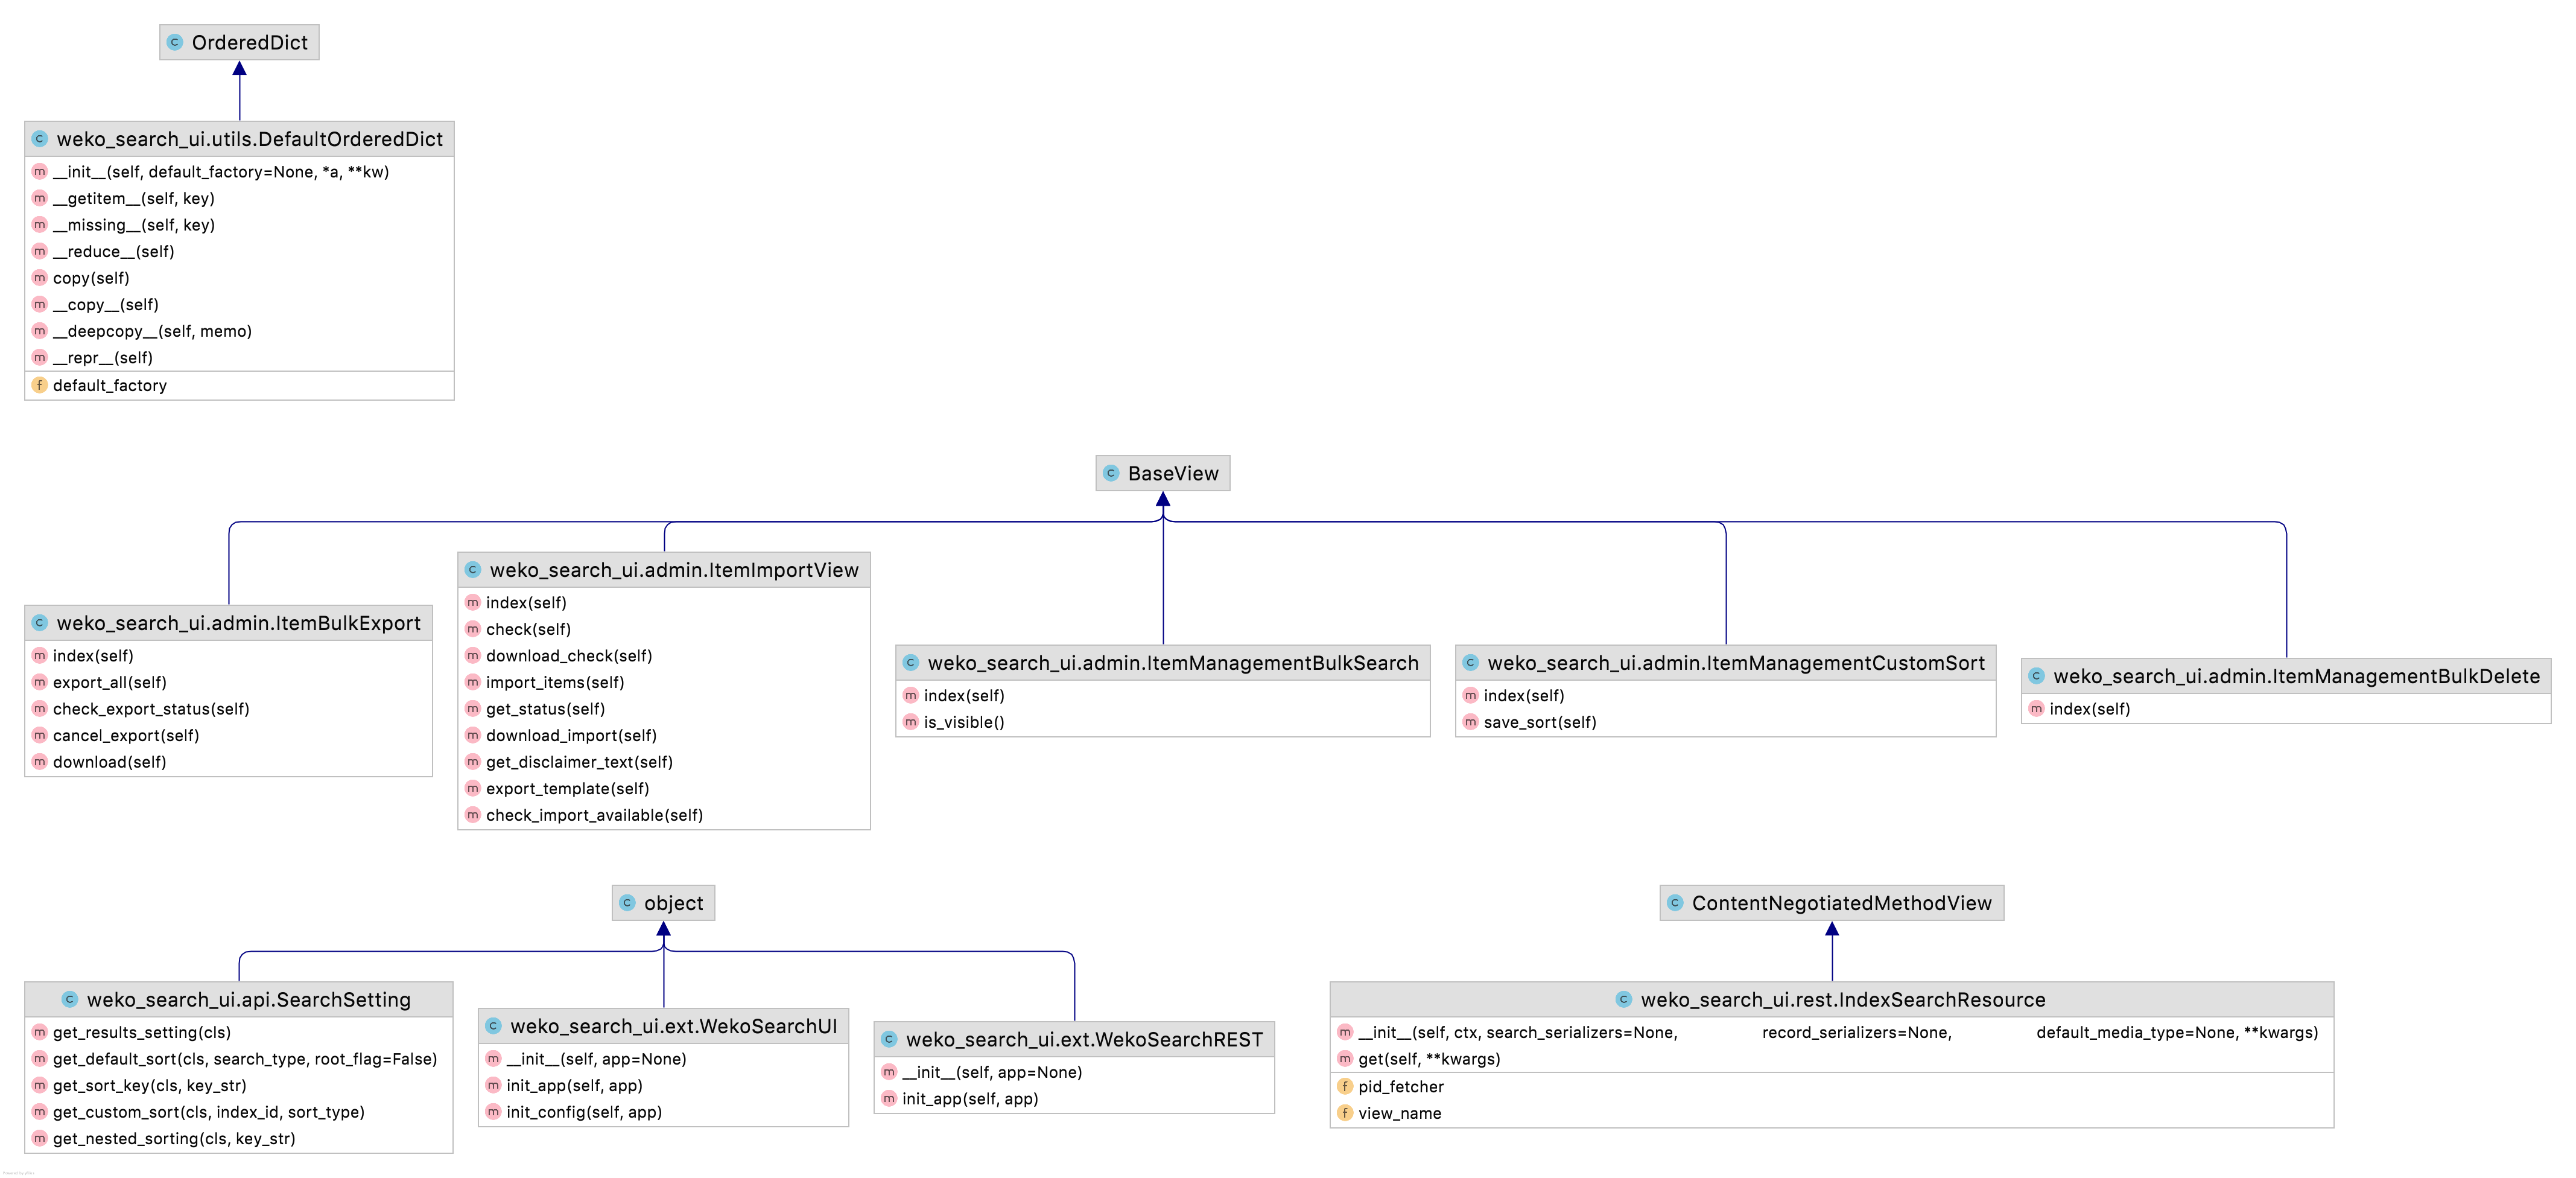 OrderedDict
weko_search_ui.utils.DefaultOrderedDict
__init__(self, default_factory=None, *a, **kw)
__getitem__(self, key)
__missing__(self, key)
__reduce__(self)
copy(self)
__copy__(self)
__deepcopy__(self, memo)
__repr__(self)
default_factory
BaseView
weko_search_ui.admin.ItemBulkExport
index(self)
export_all(self)
check_export_status(self)
cancel_export(self)
download(self)
weko_search_ui.admin.ItemImportView
index(self)
check(self)
download_check(self)
import_items(self)
get_status(self)
download_import(self)
get_disclaimer_text(self)
export_template(self)
check_import_available(self)
weko_search_ui.admin.ItemManagementBulkSearch
index(self)
is_visible()
weko_search_ui.admin.ItemManagementCustomSort
index(self)
save_sort(self)
weko_search_ui.admin.ItemManagementBulkDelete
index(self)
object
weko_search_ui.api.SearchSetting
get_results_setting(cls)
get_default_sort(cls, search_type, root_flag=False)
get_sort_key(cls, key_str)
get_custom_sort(cls, index_id, sort_type)
get_nested_sorting(cls, key_str)
weko_search_ui.ext.WekoSearchUI
__init__(self, app=None)
init_app(self, app)
init_config(self, app)
weko_search_ui.ext.WekoSearchREST
__init__(self, app=None)
init_app(self, app)
ContentNegotiatedMethodView
weko_search_ui.rest.IndexSearchResource
__init__(self, ctx, search_serializers=None, record_serializers=None, default_media_type=None, **kwargs)
get(self, **kwargs)
pid_fetcher
view_name